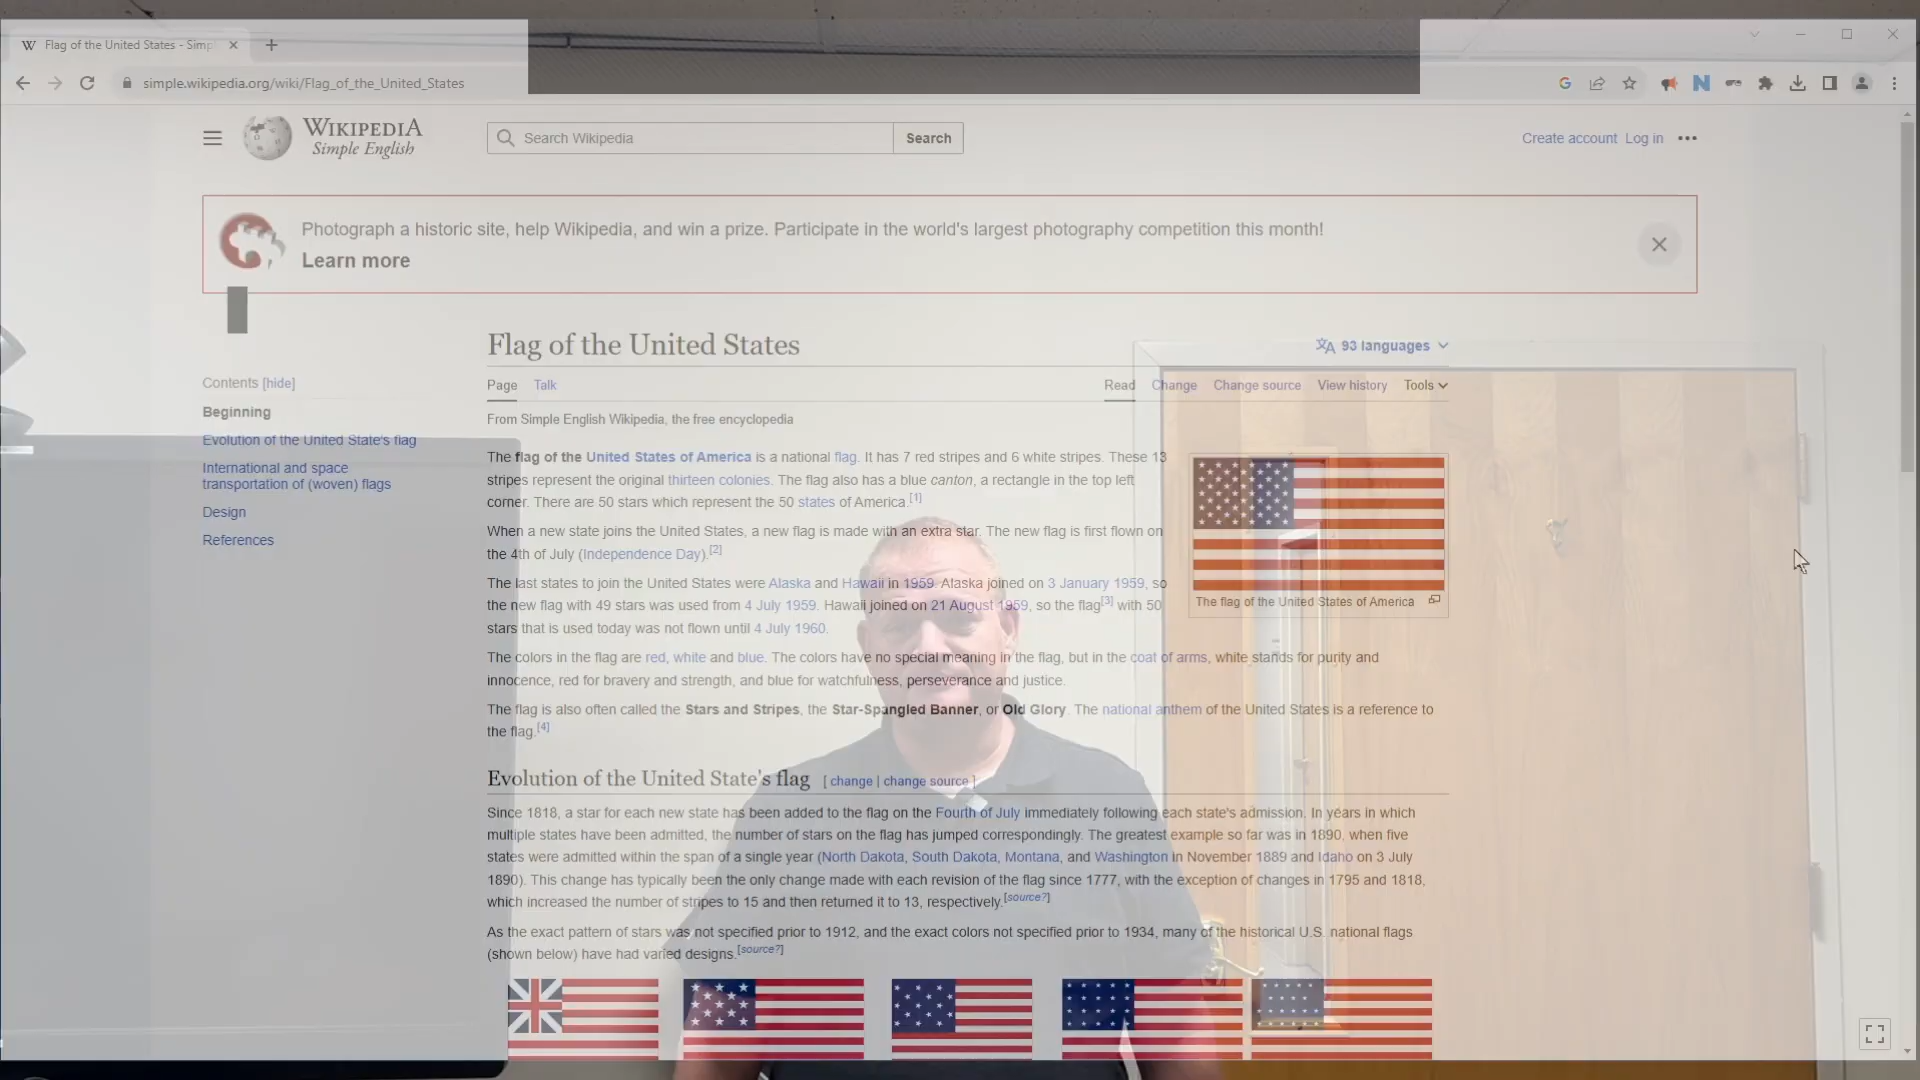 Flag of the United States - Simp
simple.wikipedia.org/wiki/Flag_of_the_United_States
WIKIPEDIA
Simple English
Search Wikipedia
Search
Create account Log in
Photograph a historic site, help Wikipedia, and win a prize. Participate in the world's largest photography competition this month!
Learn more
Flag of the United States
93 languages
Contents [hide]
Beginning
Evolution of the United State's flag
International and space
transportation of (woven) flags
Design
References
Page Talk
Read Change Change source View history Tools
From Simple English Wikipedia, the free encyclopedia
The flag of the United States of America is a national flag. It has 7 red stripes and 6 white stripes. These 13
stripes represent the original thirteen colonies. The flag also has a blue canton, a rectangle in the top left
corner. There are 50 stars which represent the 50 states of America.[1]
When a new state joins the United States, a new flag is made with an extra star. The new flag is first flown on
the 4th of July (Independence Day).[2]
The last states to join the United States were Alaska and Hawaii in 1959. Alaska joined on 3 January 1959, so
the new flag with 49 stars was used from 4 July 1959. Hawaii joined on 21 August 1959, so the flag[3] with 50
stars that is used today was not flown until 4 July 1960.
The flag of the United States of America
The colors in the flag are red, white and blue. The colors have no special meaning in the flag, but in the coat of arms, white stands for purity and
innocence, red for bravery and strength, and blue for watchfulness, perseverance and justice.
The flag is also often called the Stars and Stripes, the Star-Spangled Banner, or Old Glory. The national anthem of the United States is a reference to
the flag.[4]
Evolution of the United State's flag [ change | change source ]
Since 1818, a star for each new state has been added to the flag on the Fourth of July immediately following each state's admission. In years in which
multiple states have been admitted, the number of stars on the flag has jumped correspondingly. The greatest example so far was in 1890, when five
states were admitted within the span of a single year (North Dakota, South Dakota, Montana, and Washington in November 1889 and Idaho on 3 July
1890). This change has typically been the only change made with each revision of the flag since 1777, with the exception of changes in 1795 and 1818,
which increased the number of stripes to 15 and then returned it to 13, respectively.[source?]
As the exact pattern of stars was not specified prior to 1912, and the exact colors not specified prior to 1934, many of the historical U.S. national flags
(shown below) have had varied designs.[source?]